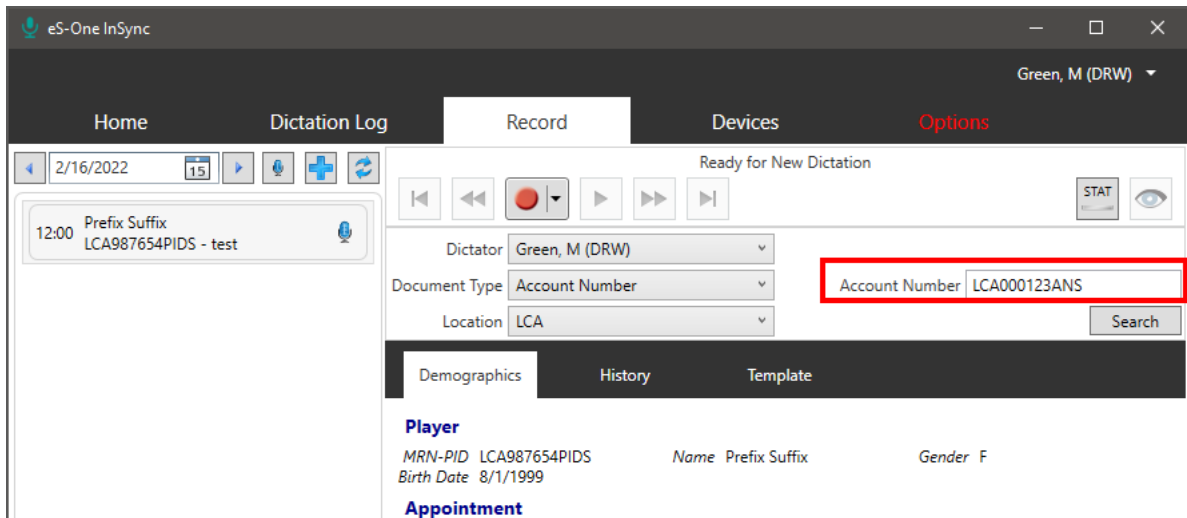 eS-One InSync
Green, M (DRW)
Home Dictation Log Record Devices Options
2/16/2022 15
12:00 Prefix Suffix
LCA987654PIDS - test
Ready for New Dictation
STAT
Dictator Green, M (DRW)
Document Type Account Number Account Number LCA000123ANS
Location LCA Search
Demographics History Template
Player
MRN-PID LCA987654PIDS Name Prefix Suffix Gender F
Birth Date 8/1/1999
Appointment